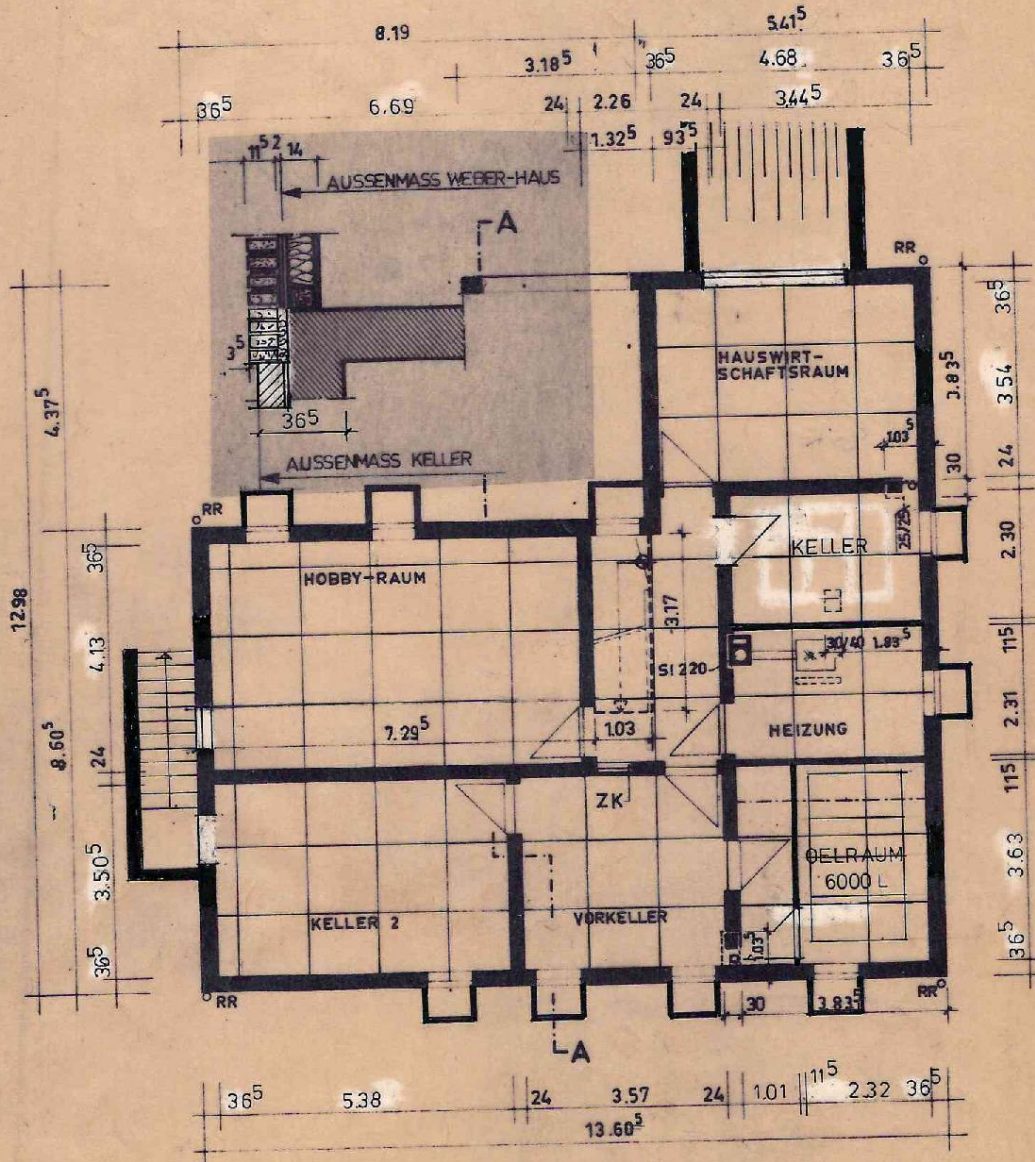 8.19 5.41⁵
3.18⁵ 36⁵ 4.68 36⁵
36⁵ 6.69 24 2.26 24 3.44⁵
1.32⁵ 93⁵
11⁵ 2 14
AUSSENMASS WEBER-HAUS
A
RR
3⁵
36⁵
AUSSENMASS KELLER
HAUSWIRT-
SCHAFTSRAUM
1.03⁵
36⁵
3.83⁵
3.54
30
24
4.37⁵
12.98
RR
HOBBY-RAUM
KELLER
25/25
2.30
36⁵
4.13
3.17
SI 220
30/40 1.83⁵
11⁵
8.60⁵
7.29⁵
1.03
HEIZUNG
2.31
24
ZK
11⁵
OELRAUM
6000 L
3.63
3.50⁵
KELLER 2
VORKELLER
1.03⁵
36⁵
36⁵
RR
30 3.83⁵
RR
A
36⁵ 5.38 24 3.57 24 1.01 11⁵ 2.32 36⁵
13.60⁵